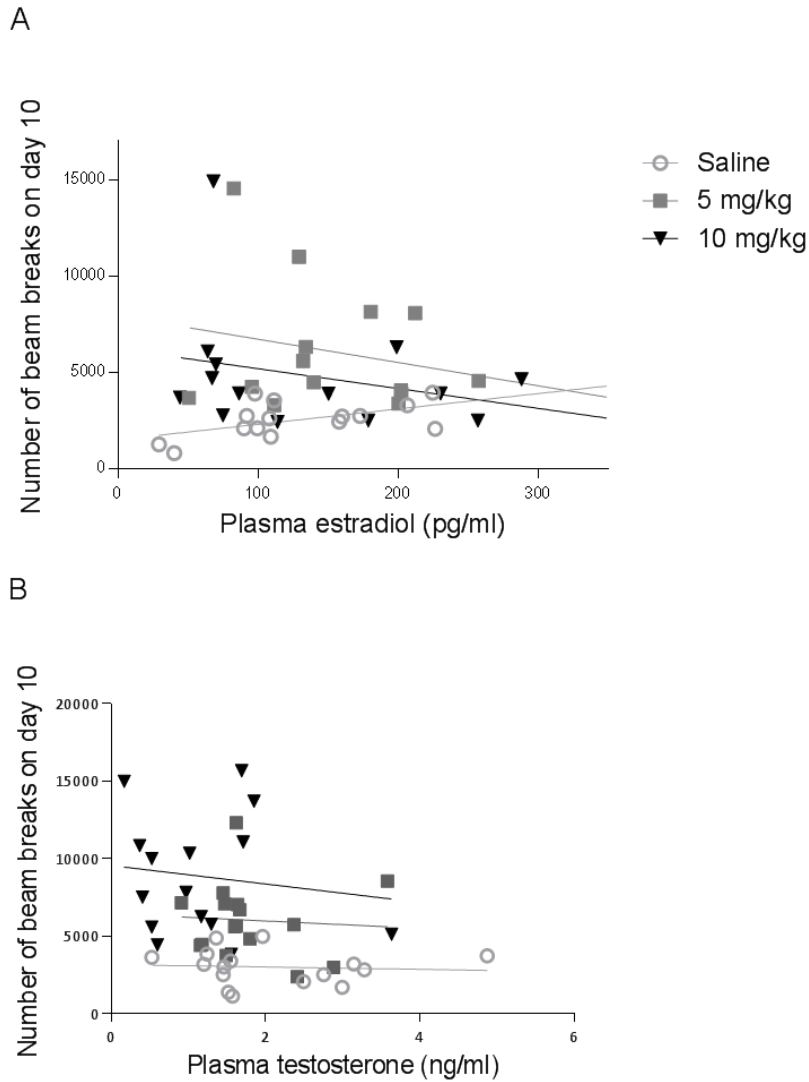 A
Number of beam breaks on day 10
15000
10000
5000
0
0 100 200 300
Plasma estradiol (pg/ml)
Saline
5 mg/kg
10 mg/kg
B
Number of beam breaks on day 10
20000
15000
10000
5000
0
0 2 4 6
Plasma testosterone (ng/ml)